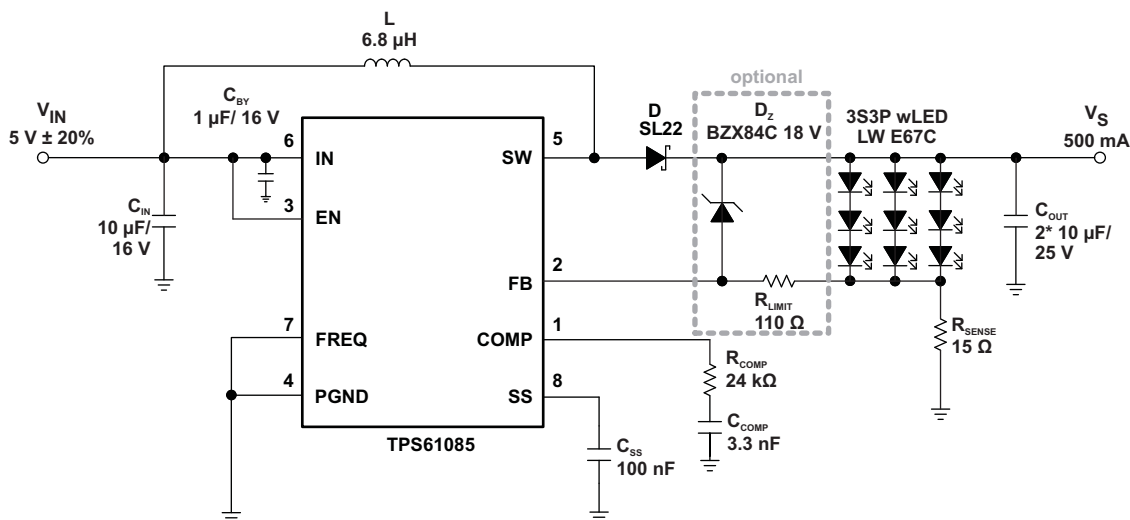 L
6.8 µH
optional
V_IN
5 V ± 20%
C_BY
1 µF/ 16 V
D
SL22
D_Z
BZX84C 18 V
3S3P wLED
LW E67C
V_S
500 mA
6
IN
SW
5
3
EN
C_IN
10 µF/
16 V
C_OUT
2* 10 µF/
25 V
FB
2
R_LIMIT
110 Ω
7
FREQ
COMP
1
R_SENSE
15 Ω
R_COMP
24 kΩ
4
PGND
SS
8
C_COMP
3.3 nF
TPS61085
C_SS
100 nF